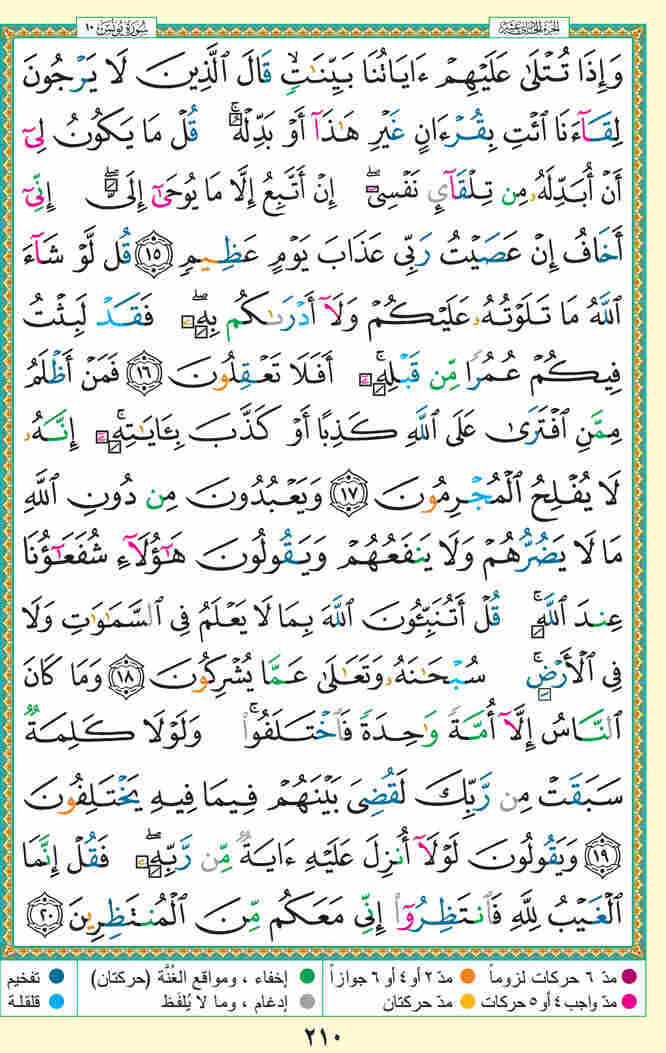 الجزء الحادي عشر
سورة يونس ١٠
وَإِذَا تُتْلَىٰ عَلَيْهِمْ ءَايَاتُنَا بَيِّنَـٰتٍ ۙ قَالَ ٱلَّذِينَ لَا يَرْجُونَ
لِقَآءَنَا ٱئْتِ بِقُرْءَانٍ غَيْرِ هَـٰذَآ أَوْ بَدِّلْهُ ۚ قُلْ مَا يَكُونُ لِىٓ
أَنْ أُبَدِّلَهُۥ مِن تِلْقَآئِ نَفْسِىٓ ۖ إِنْ أَتَّبِعُ إِلَّا مَا يُوحَىٰٓ إِلَىَّ ۖ إِنِّىٓ
أَخَافُ إِنْ عَصَيْتُ رَبِّى عَذَابَ يَوْمٍ عَظِيمٍ ١٥ قُل لَّوْ شَآءَ
ٱللَّهُ مَا تَلَوْتُهُۥ عَلَيْكُمْ وَلَآ أَدْرَىٰكُم بِهِۦ ۖ فَقَدْ لَبِثْتُ
فِيكُمْ عُمُرًا مِّن قَبْلِهِۦٓ ۚ أَفَلَا تَعْقِلُونَ ١٦ فَمَنْ أَظْلَمُ
مِمَّنِ ٱفْتَرَىٰ عَلَى ٱللَّهِ كَذِبًا أَوْ كَذَّبَ بِـَٔايَـٰتِهِۦٓ ۚ إِنَّهُۥ
لَا يُفْلِحُ ٱلْمُجْرِمُونَ ١٧ وَيَعْبُدُونَ مِن دُونِ ٱللَّهِ
مَا لَا يَضُرُّهُمْ وَلَا يَنفَعُهُمْ وَيَقُولُونَ هَـٰٓؤُلَآءِ شُفَعَـٰٓؤُنَا
عِندَ ٱللَّهِ ۚ قُلْ أَتُنَبِّـُٔونَ ٱللَّهَ بِمَا لَا يَعْلَمُ فِى ٱلسَّمَـٰوَٰتِ وَلَا
فِى ٱلْأَرْضِ ۚ سُبْحَـٰنَهُۥ وَتَعَـٰلَىٰ عَمَّا يُشْرِكُونَ ١٨ وَمَا كَانَ
ٱلنَّاسُ إِلَّآ أُمَّةً وَٰحِدَةً فَٱخْتَلَفُوا۟ ۚ وَلَوْلَا كَلِمَةٌ
سَبَقَتْ مِن رَّبِّكَ لَقُضِىَ بَيْنَهُمْ فِيمَا فِيهِ يَخْتَلِفُونَ
١٩ وَيَقُولُونَ لَوْلَآ أُنزِلَ عَلَيْهِ ءَايَةٌ مِّن رَّبِّهِۦ ۖ فَقُلْ إِنَّمَا
ٱلْغَيْبُ لِلَّهِ فَٱنتَظِرُوٓا۟ إِنِّى مَعَكُم مِّنَ ٱلْمُنتَظِرِينَ ٢٠
مدّ ٦ حركات لزوماً مدّ ٢ أو ٤ أو ٦ جوازاً إخفاء ، ومواقع الغُنَّة (حركتان) تفخيم
مدّ واجب ٤ أو ٥ حركات مدّ حركتان إدغام ، وما لا يُلفَظ قلقلة
٢١٠